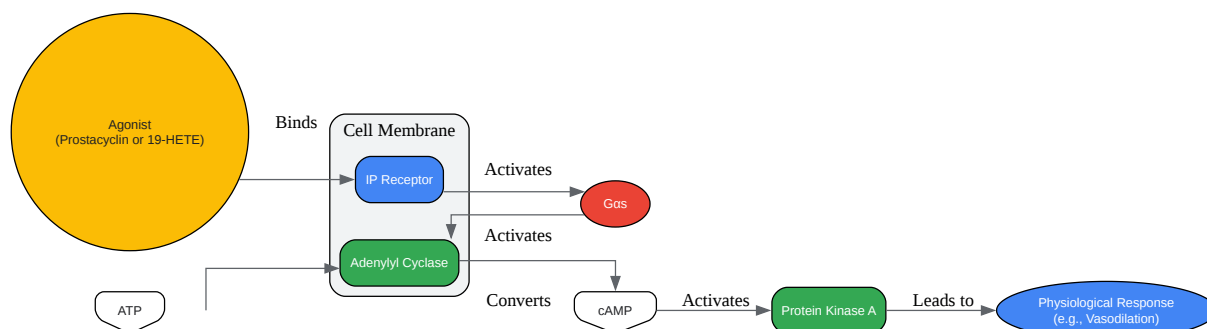 Agonist
(Prostacyclin or 19-HETE)
Binds
Cell Membrane
IP Receptor
Activates
Gαs
Activates
Adenylyl Cyclase
Converts
ATP
cAMP
Activates
Protein Kinase A
Leads to
Physiological Response
(e.g., Vasodilation)